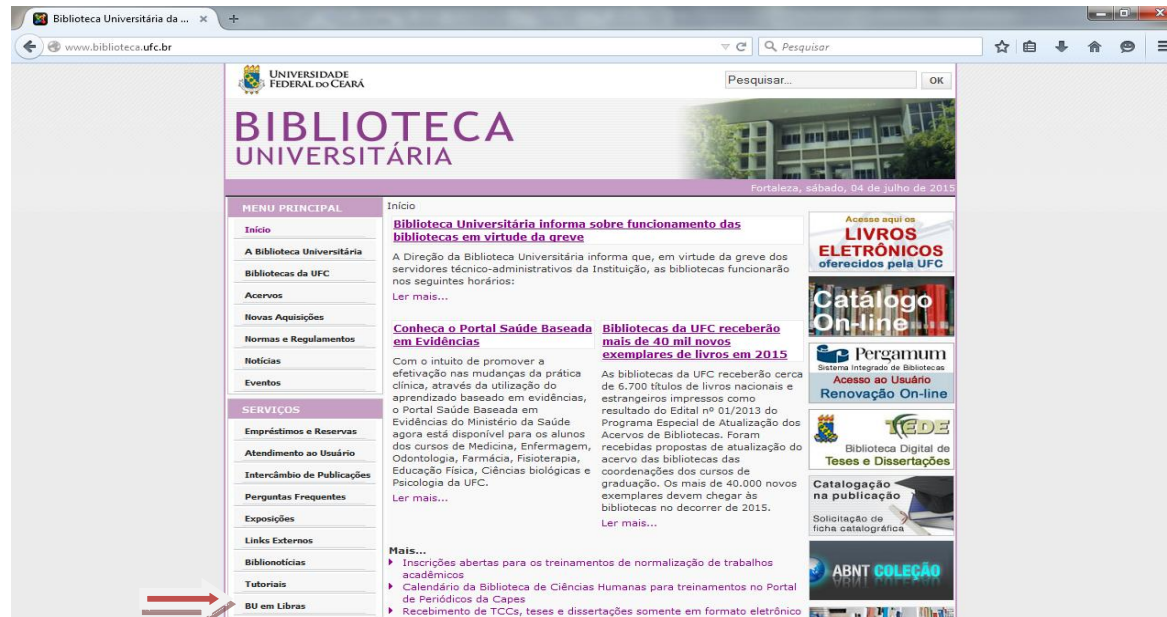 Biblioteca Universitária da ...
www.biblioteca.ufc.br
Pesquisar
UNIVERSIDADE
FEDERAL DO CEARÁ
Pesquisar...
OK
BIBLIOTECA
UNIVERSITÁRIA
Fortaleza, sábado, 04 de julho de 2015
MENU PRINCIPAL
Início
A Biblioteca Universitária
Bibliotecas da UFC
Acervos
Novas Aquisições
Normas e Regulamentos
Notícias
Eventos
SERVIÇOS
Empréstimos e Reservas
Atendimento ao Usuário
Intercâmbio de Publicações
Perguntas Frequentes
Exposições
Links Externos
Biblionotícias
Tutoriais
BU em Libras
Início
Biblioteca Universitária informa sobre funcionamento das
bibliotecas em virtude da greve
A Direção da Biblioteca Universitária informa que, em virtude da greve dos
servidores técnico-administrativos da Instituição, as bibliotecas funcionarão
nos seguintes horários:
Ler mais...
Conheça o Portal Saúde Baseada
em Evidências
Com o intuito de promover a
efetivação nas mudanças da prática
clínica, através da utilização do
aprendizado baseado em evidências,
o Portal Saúde Baseada em
Evidências do Ministério da Saúde
agora está disponível para os alunos
dos cursos de Medicina, Enfermagem,
Odontologia, Farmácia, Fisioterapia,
Educação Física, Ciências biológicas e
Psicologia da UFC.
Ler mais...
Bibliotecas da UFC receberão
mais de 40 mil novos
exemplares de livros em 2015
As bibliotecas da UFC receberão cerca
de 6.700 títulos de livros nacionais e
estrangeiros impressos como
resultado do Edital nº 01/2013 do
Programa Especial de Atualização dos
Acervos de Bibliotecas. Foram
recebidas propostas de atualização do
acervo das bibliotecas das
coordenações dos cursos de
graduação. Os mais de 40.000 novos
exemplares devem chegar às
bibliotecas no decorrer de 2015.
Ler mais...
Mais...
Inscrições abertas para os treinamentos de normalização de trabalhos
acadêmicos
Calendário da Biblioteca de Ciências Humanas para treinamentos no Portal
de Periódicos da Capes
Recebimento de TCCs, teses e dissertações somente em formato eletrônico
Acesse aqui os
LIVROS
ELETRÔNICOS
oferecidos pela UFC
Catálogo
On-line
Pergamum
Sistema Integrado de Bibliotecas
Acesso ao Usuário
Renovação On-line
TEDE
Biblioteca Digital de
Teses e Dissertações
Catalogação
na publicação
Solicitação de
ficha catalográfica
ABNT COLEÇÃO